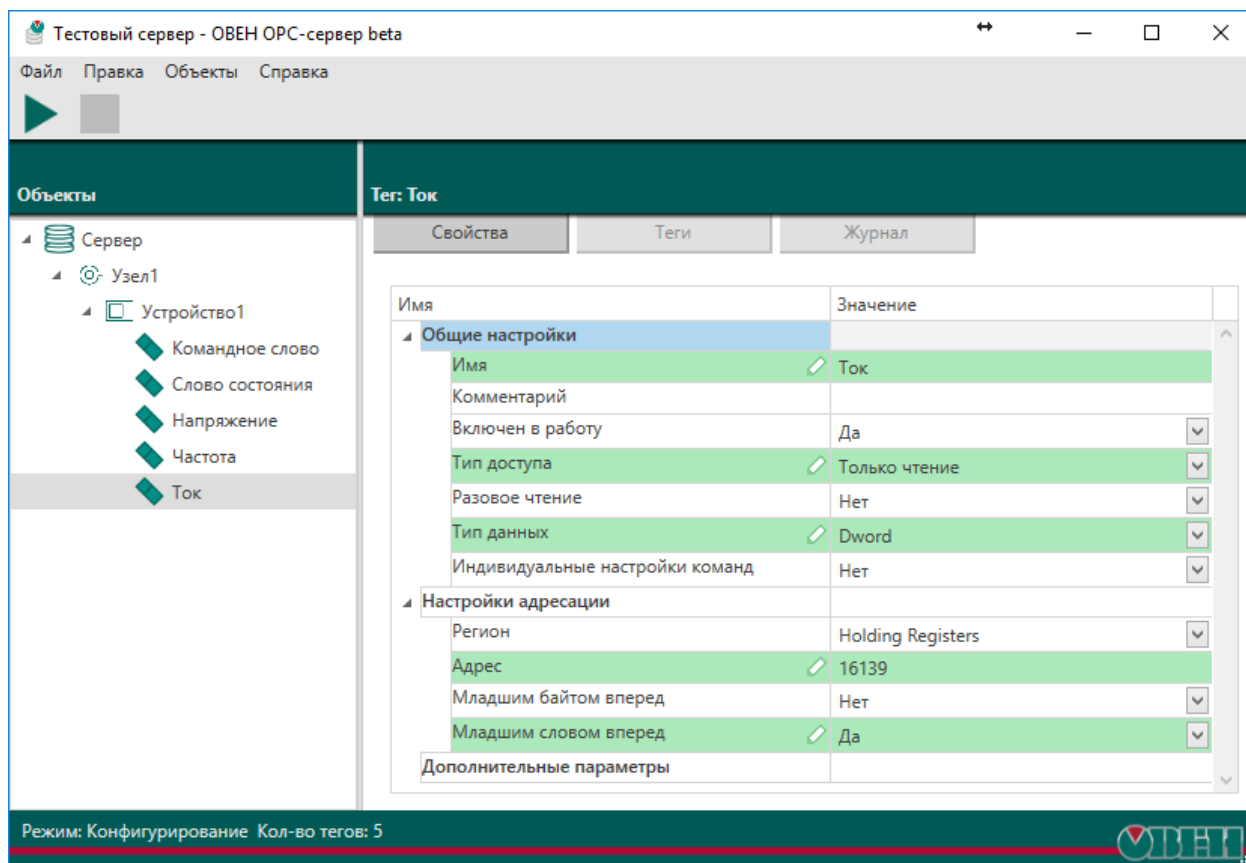 Тестовый сервер - ОВЕН OPC-сервер beta
Файл Правка Объекты Справка
Объекты
Тег: Ток
Свойства Теги Журнал
Сервер
Узел1
Устройство1
Командное слово
Слово состояния
Напряжение
Частота
Ток
Имя Значение
Общие настройки
Имя Ток
Комментарий
Включен в работу Да
Тип доступа Только чтение
Разовое чтение Нет
Тип данных Dword
Индивидуальные настройки команд Нет
Настройки адресации
Регион Holding Registers
Адрес 16139
Младшим байтом вперед Нет
Младшим словом вперед Да
Дополнительные параметры
Режим: Конфигурирование Кол-во тегов: 5
ОВЕН